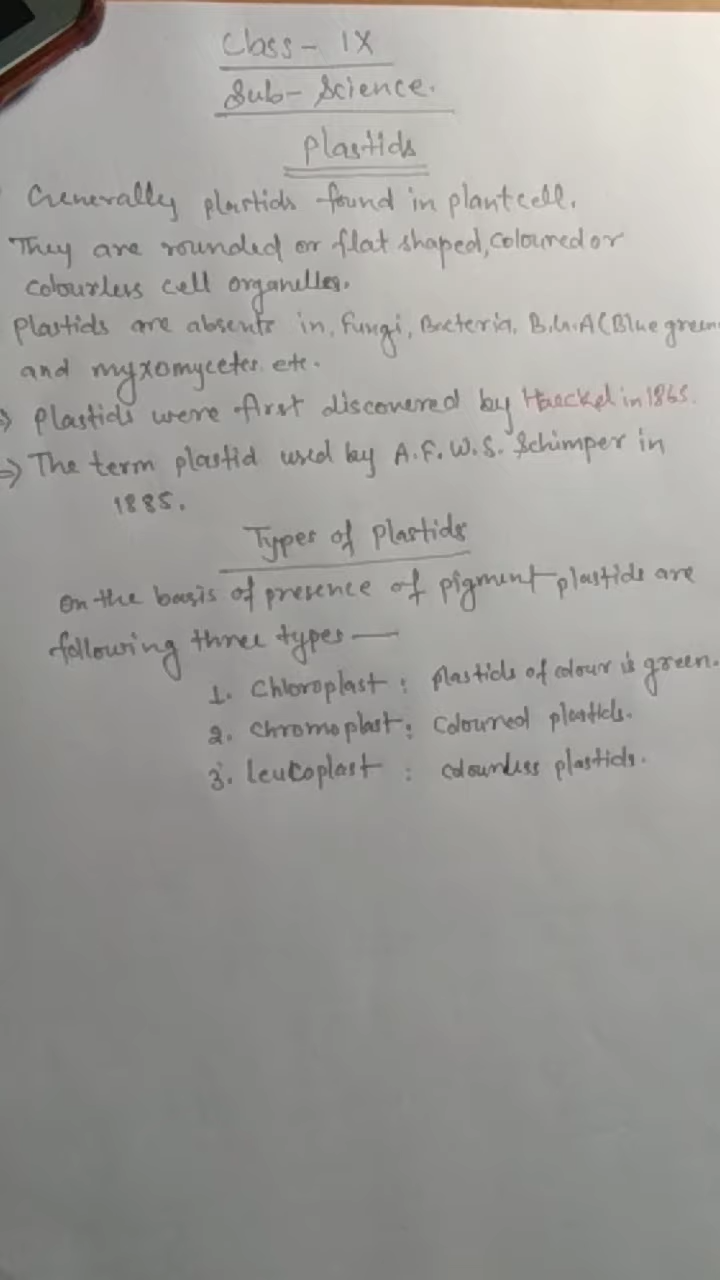 Class - IX
Sub - Science.
Plastids
Generally plastids found in plant cell.
They are rounded or flat shaped, coloured or
colourless cell organelles.
Plastids are absents in, fungi, Bacteria, B.G.A (Blue green
and myxomycetes. etc.
⇒ Plastids were first discovered by Haeckel in 1865.
⇒ The term plastid used by A.F.W.S. Schimper in
1885.
Types of Plastids
On the basis of presence of pigment plastids are
following three types —
1. Chloroplast : Plastids of colour is green.
2. Chromoplast : Coloured plastids.
3. Leucoplast : colourless plastids.